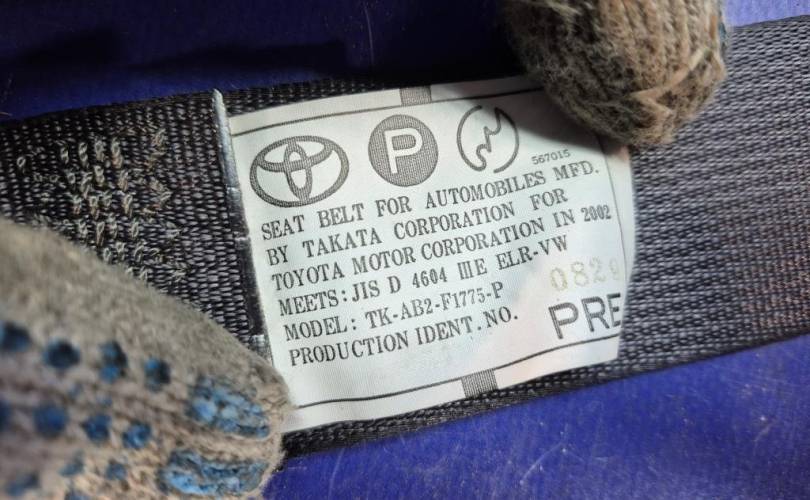 P
567015
SEAT BELT FOR AUTOMOBILES MFD.
BY TAKATA CORPORATION FOR
TOYOTA MOTOR CORPORATION IN 2002
MEETS: JIS D 4604 ⅢE ELR-VW
MODEL: TK-AB2-F1775-P
PRODUCTION IDENT. NO.
0829
PRE